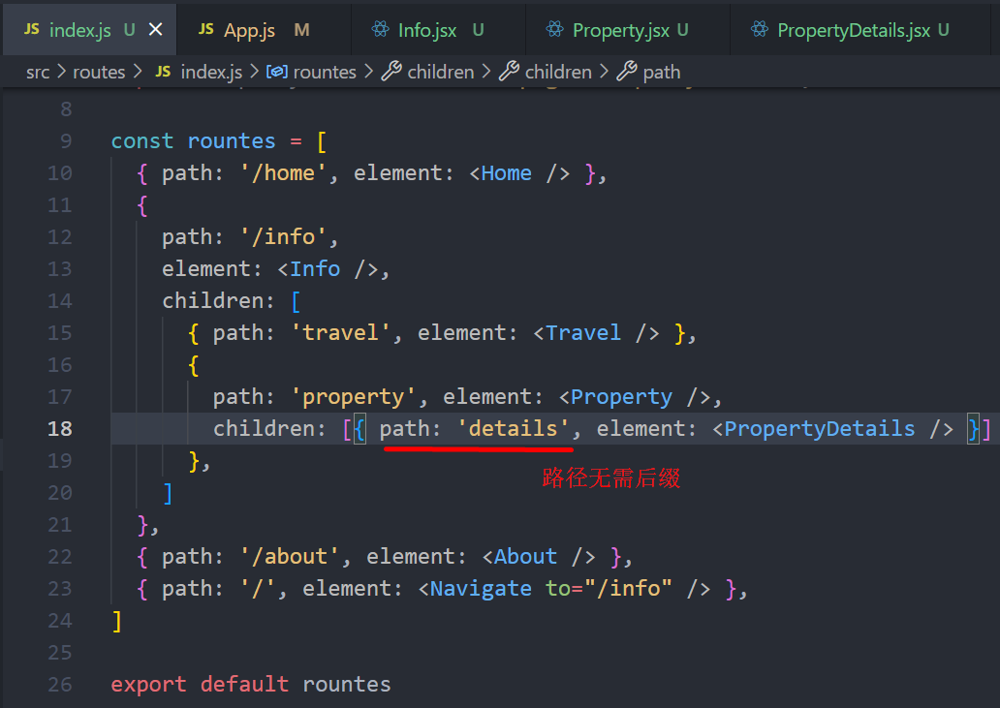 JS index.js U × JS App.js M Info.jsx U Property.jsx U PropertyDetails.jsx U
src > routes > JS index.js > rountes > children > children > path
8
9 const rountes = [
10 { path: '/home', element: <Home /> },
11 {
12 path: '/info',
13 element: <Info />,
14 children: [
15 { path: 'travel', element: <Travel /> },
16 {
17 path: 'property', element: <Property />,
18 children: [{ path: 'details', element: <PropertyDetails /> }]
19 },
路径无需后缀
20 ]
21 },
22 { path: '/about', element: <About /> },
23 { path: '/', element: <Navigate to="/info" /> },
24 ]
25
26 export default rountes